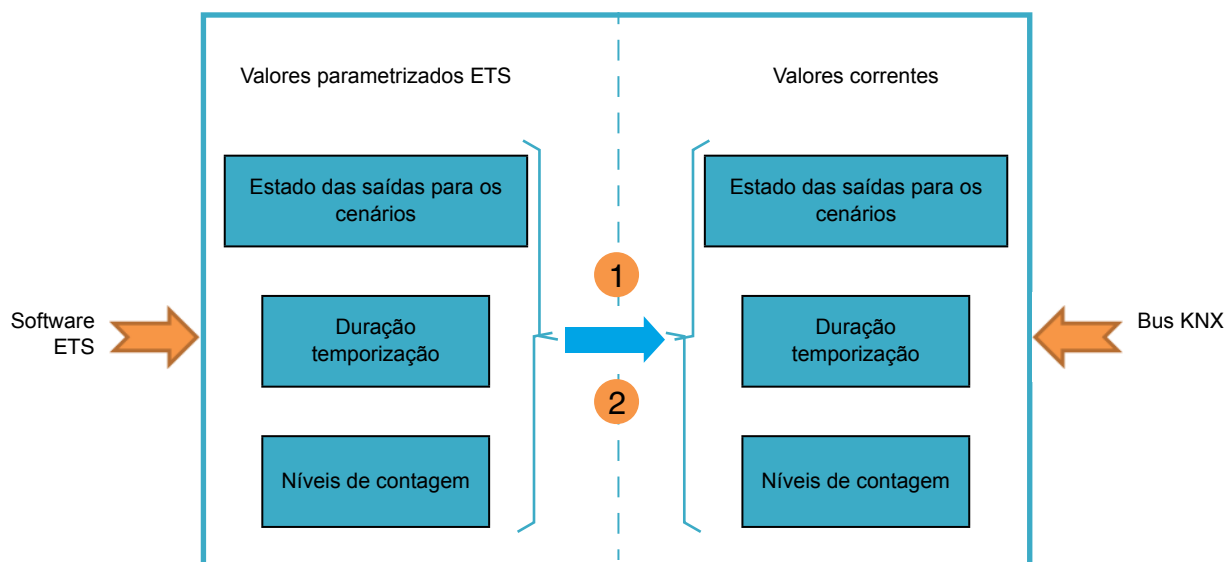 Valores parametrizados ETS
Valores correntes
Estado das saídas para os
cenários
Estado das saídas para os
cenários
1
Software
ETS
Duração
temporização
Duração
temporização
Bus KNX
2
Níveis de contagem
Níveis de contagem